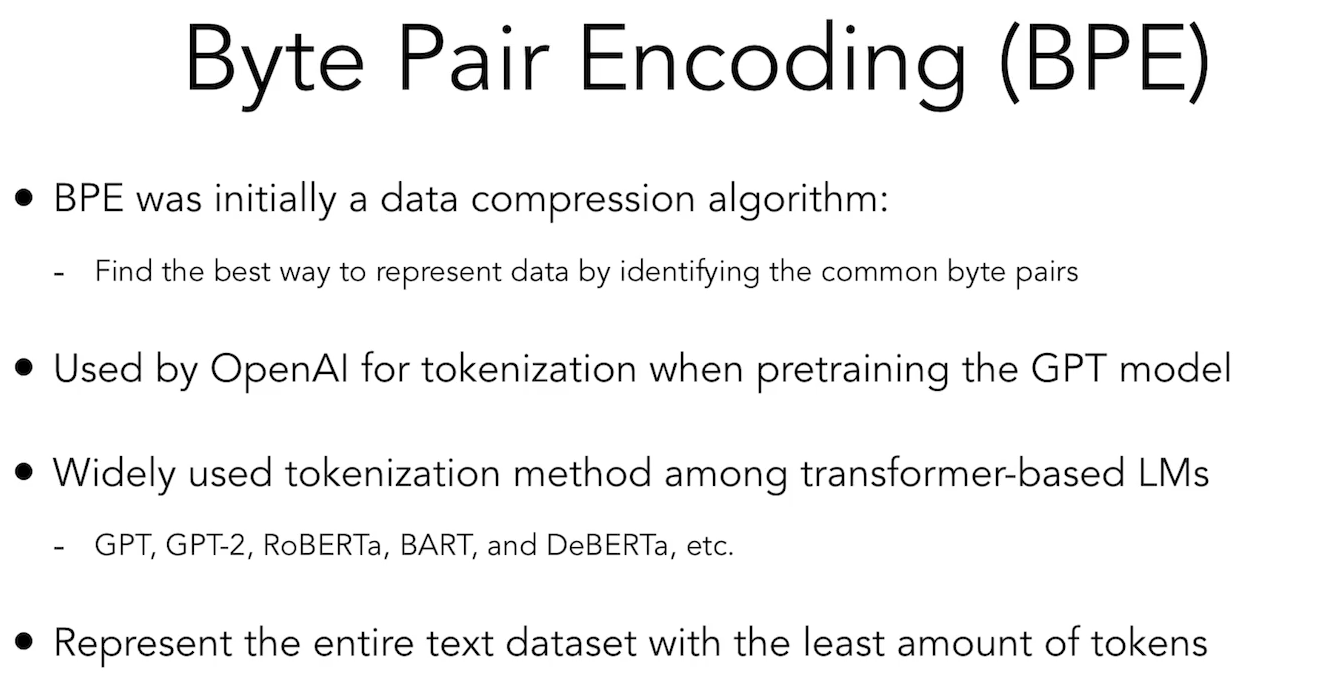 Byte Pair Encoding (BPE)
● BPE was initially a data compression algorithm:
- Find the best way to represent data by identifying the common byte pairs
● Used by OpenAI for tokenization when pretraining the GPT model
● Widely used tokenization method among transformer-based LMs
- GPT, GPT-2, RoBERTa, BART, and DeBERTa, etc.
● Represent the entire text dataset with the least amount of tokens